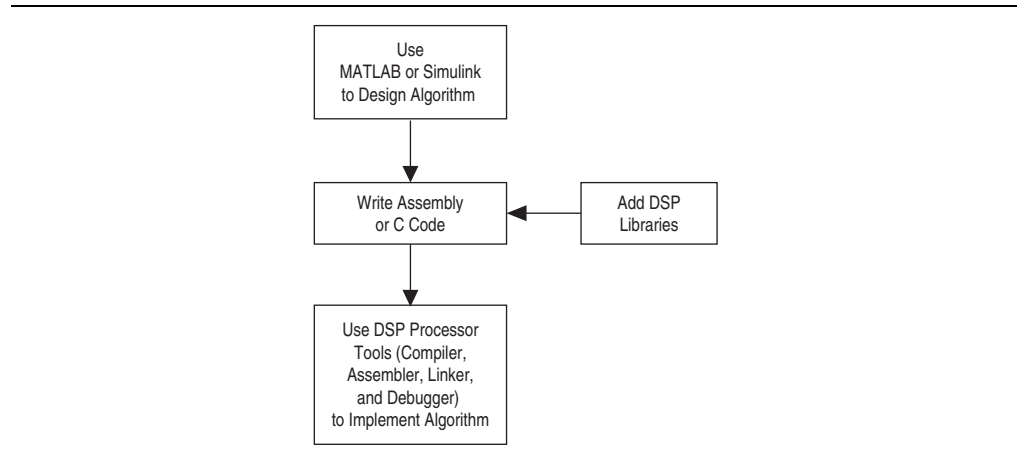 Use
MATLAB or Simulink
to Design Algorithm
Write Assembly
or C Code
Add DSP
Libraries
Use DSP Processor
Tools (Compiler,
Assembler, Linker,
and Debugger)
to Implement Algorithm